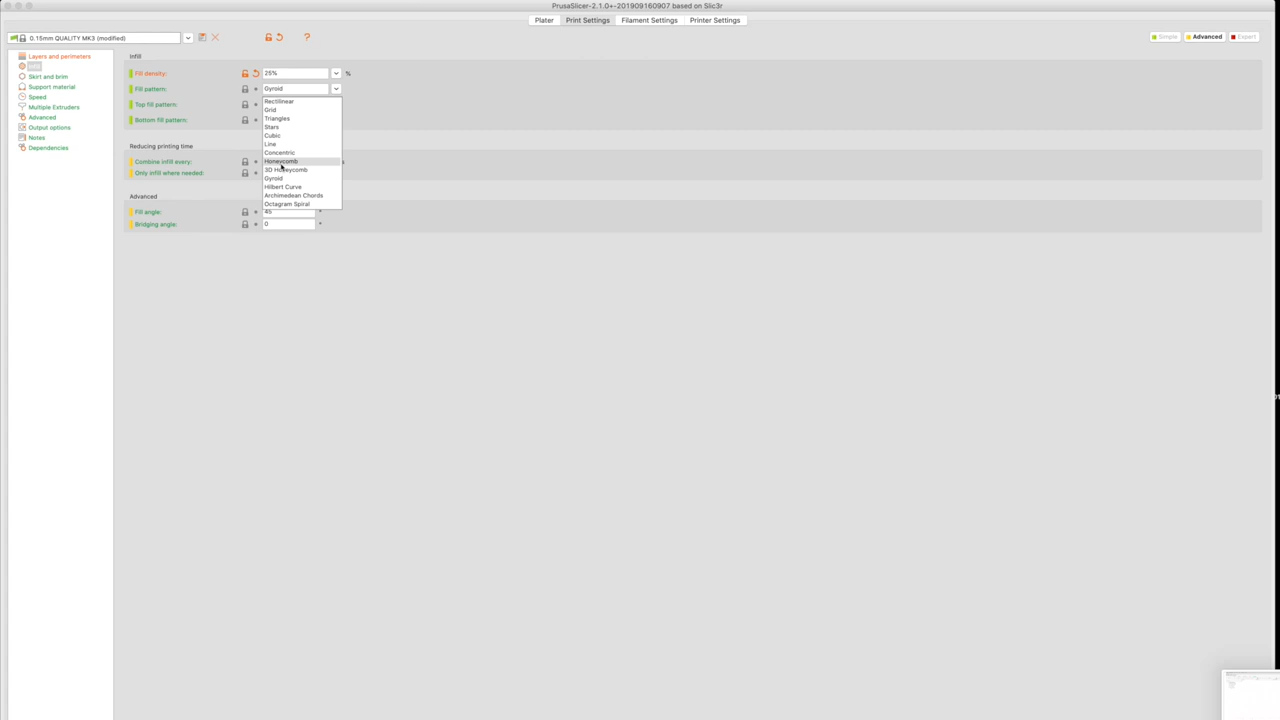 PrusaSlicer-2.1.0+-201909160907 based on Slic3r
Plater Print Settings Filament Settings Printer Settings
0.15mm QUALITY MK3 (modified) ? Simple Advanced Expert
Layers and perimeters
Infill
Skirt and brim
Support material
Speed
Multiple Extruders
Advanced
Output options
Notes
Dependencies
Infill
Fill density: 25% %
Fill pattern: Gyroid
Top fill pattern:
Bottom fill pattern:
Rectilinear
Grid
Triangles
Stars
Cubic
Line
Concentric
Honeycomb
3D Honeycomb
Gyroid
Hilbert Curve
Archimedean Chords
Octagram Spiral
Reducing printing time
Combine infill every: s
Only infill where needed:
Advanced
Fill angle: 45 °
Bridging angle: 0 °